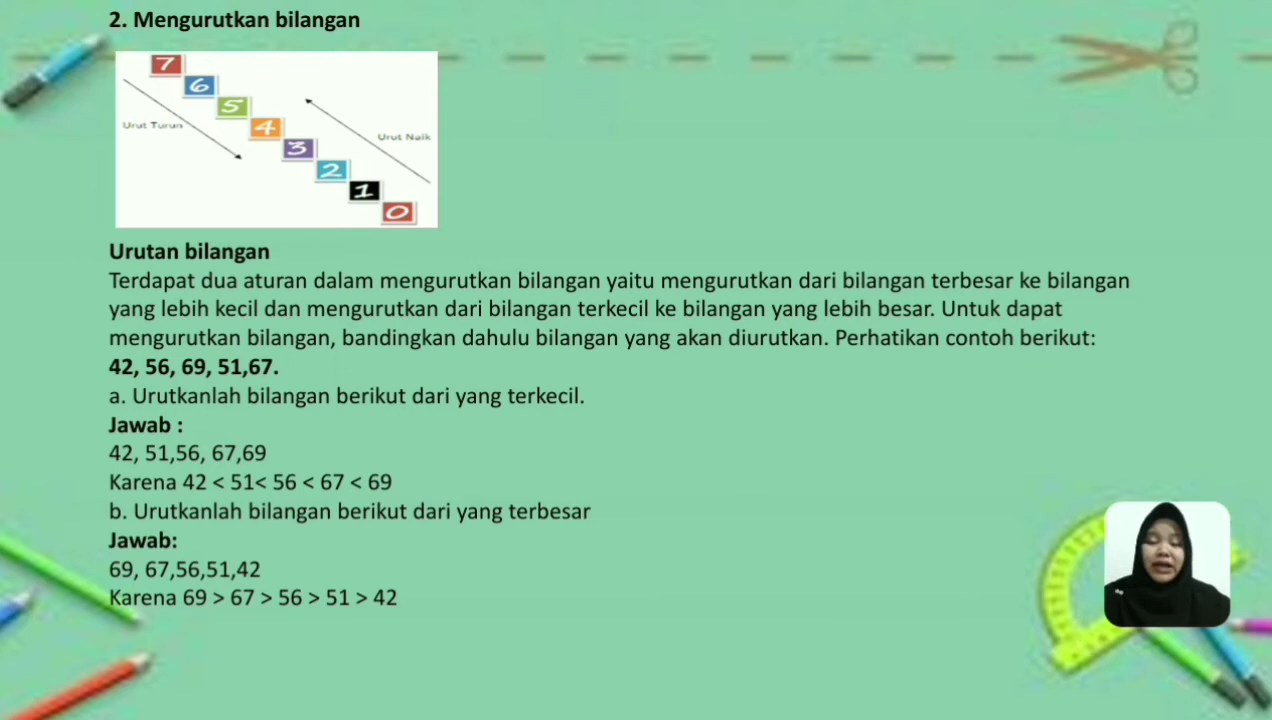 2. Mengurutkan bilangan
7
6
5
4
3
2
1
0
Urut Turun
Urut Naik
Urutan bilangan
Terdapat dua aturan dalam mengurutkan bilangan yaitu mengurutkan dari bilangan terbesar ke bilangan
yang lebih kecil dan mengurutkan dari bilangan terkecil ke bilangan yang lebih besar. Untuk dapat
mengurutkan bilangan, bandingkan dahulu bilangan yang akan diurutkan. Perhatikan contoh berikut:
42, 56, 69, 51,67.
a. Urutkanlah bilangan berikut dari yang terkecil.
Jawab :
42, 51,56, 67,69
Karena 42 < 51< 56 < 67 < 69
b. Urutkanlah bilangan berikut dari yang terbesar
Jawab:
69, 67,56,51,42
Karena 69 > 67 > 56 > 51 > 42